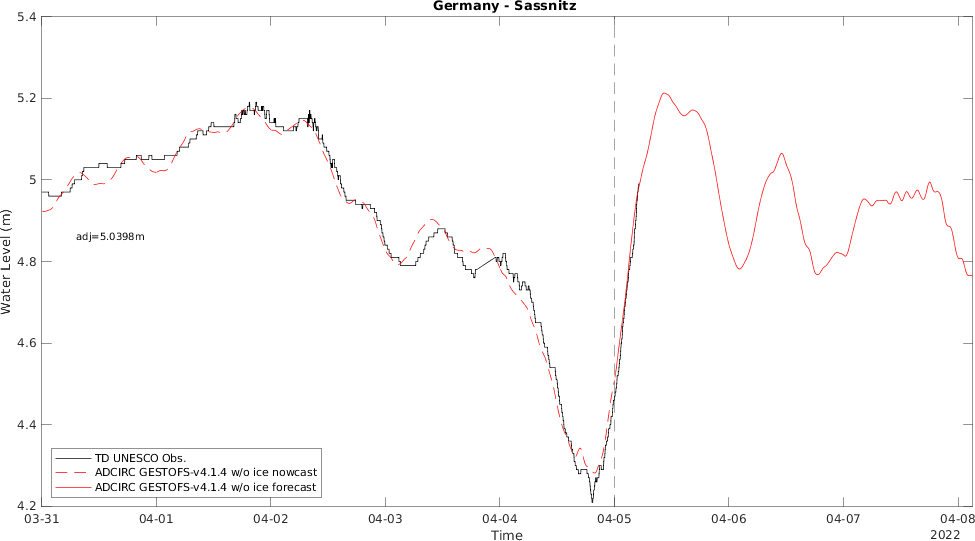 Germany - Sassnitz
5.4
5.2
5
4.8
4.6
4.4
4.2
Water Level (m)
adj=5.0398m
TD UNESCO Obs.
ADCIRC GESTOFS-v4.1.4 w/o ice nowcast
ADCIRC GESTOFS-v4.1.4 w/o ice forecast
03-31 04-01 04-02 04-03 04-04 04-05 04-06 04-07 04-08
Time
2022